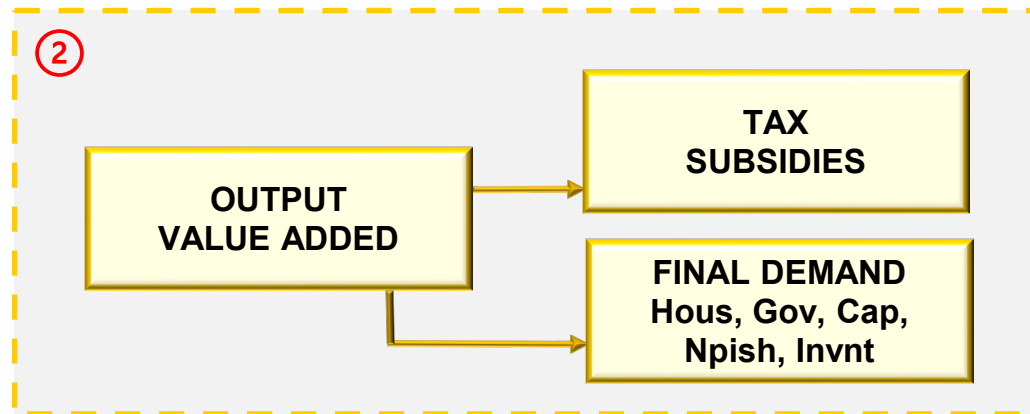 2
OUTPUT
VALUE ADDED
TAX
SUBSIDIES
FINAL DEMAND
Hous, Gov, Cap,
Npish, Invnt